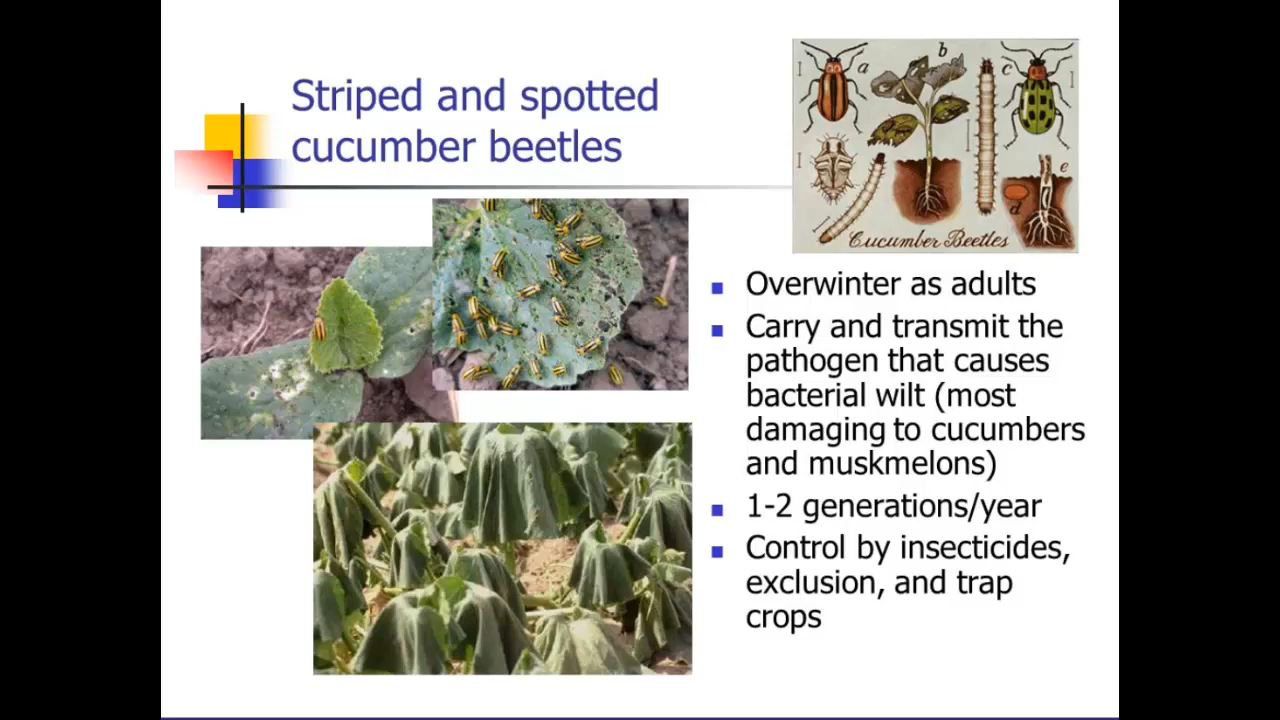 Striped and spotted
cucumber beetles
a
b
c
d
e
Cucumber Beetles
Overwinter as adults
Carry and transmit the
pathogen that causes
bacterial wilt (most
damaging to cucumbers
and muskmelons)
1-2 generations/year
Control by insecticides,
exclusion, and trap
crops